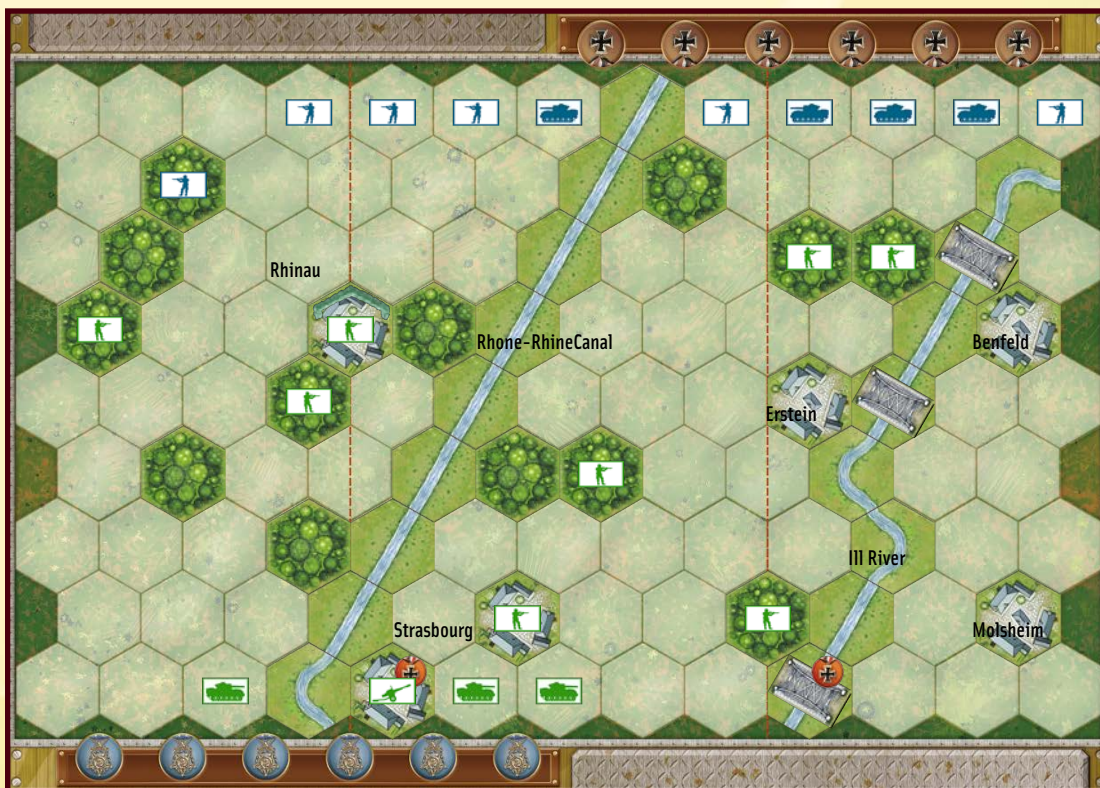 Rhinau
Rhone-RhineCanal
Benfeld
Erstein
Ill River
Strasbourg
Molsheim